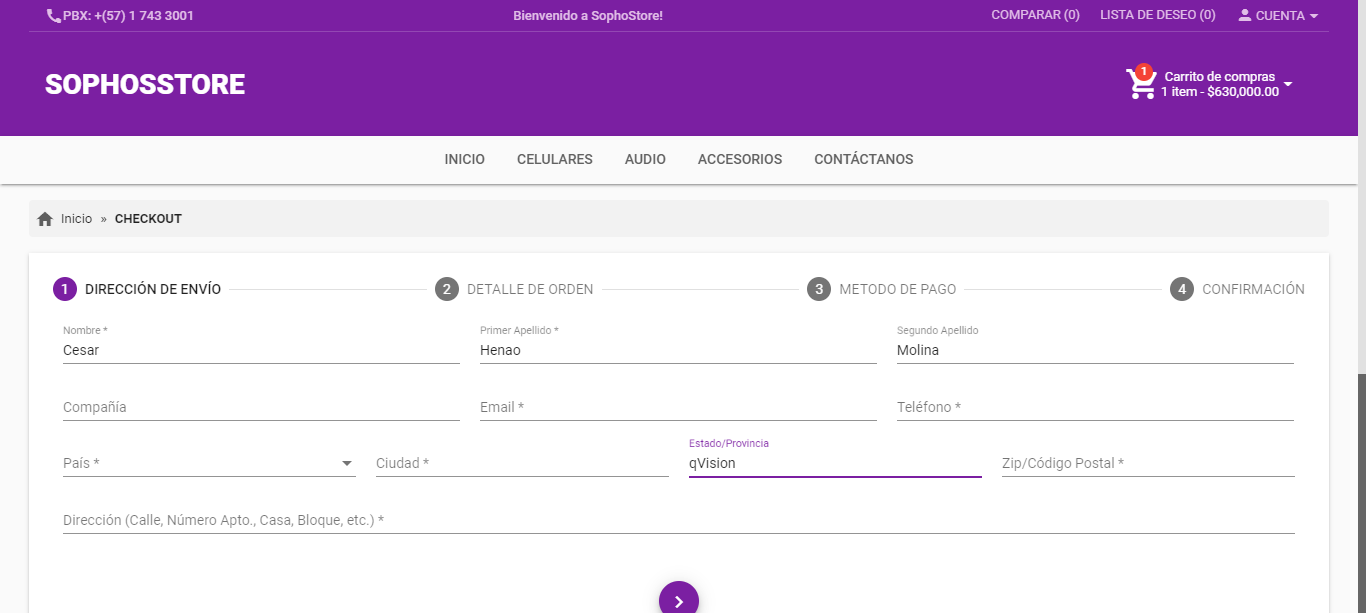 PBX: +(57) 1 743 3001
Bienvenido a SophoStore!
COMPARAR (0)
LISTA DE DESEO (0)
CUENTA
SOPHOSSTORE
1
Carrito de compras
1 item - $630,000.00
INICIO
CELULARES
AUDIO
ACCESORIOS
CONTÁCTANOS
Inicio » CHECKOUT
1 DIRECCIÓN DE ENVÍO
2 DETALLE DE ORDEN
3 METODO DE PAGO
4 CONFIRMACIÓN
Nombre *
Cesar
Primer Apellido *
Henao
Segundo Apellido
Molina
Compañía
Email *
Teléfono *
País *
Ciudad *
Estado/Provincia
qVision
Zip/Código Postal *
Dirección (Calle, Número Apto., Casa, Bloque, etc.) *